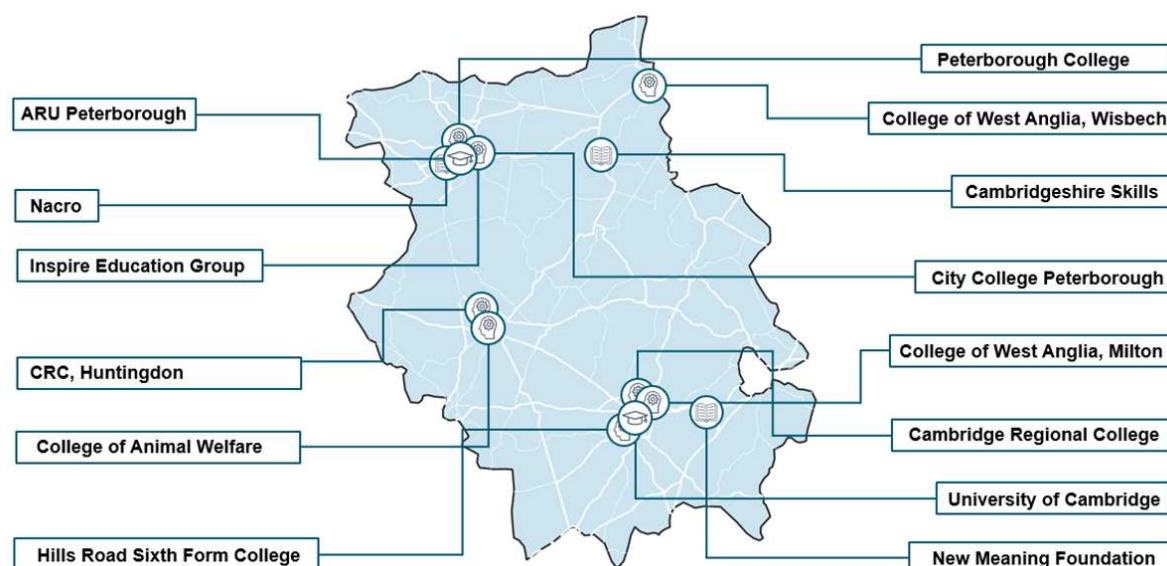 Peterborough College
ARU Peterborough
College of West Anglia, Wisbech
Nacro
Cambridgeshire Skills
Inspire Education Group
City College Peterborough
CRC, Huntingdon
College of West Anglia, Milton
College of Animal Welfare
Cambridge Regional College
University of Cambridge
Hills Road Sixth Form College
New Meaning Foundation